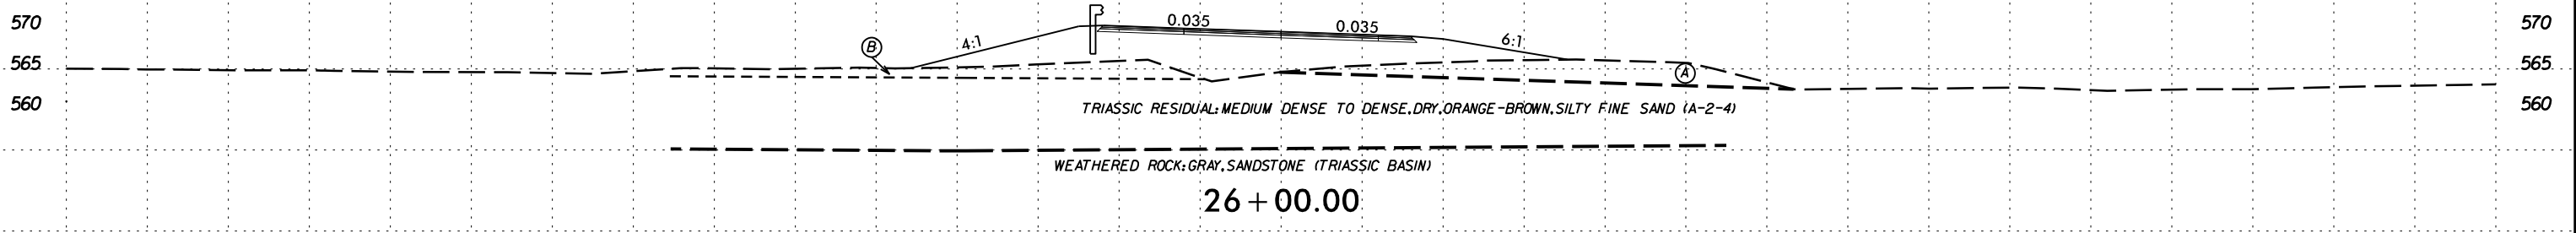 570 0.035 0.035 570
B 4:1 6:1
565 A 565
560 TRIASSIC RESIDUAL:MEDIUM DENSE TO DENSE,DRY,ORANGE-BROWN,SILTY FINE SAND (A-2-4) 560
WEATHERED ROCK:GRAY,SANDSTONE (TRIASSIC BASIN)
26+00.00